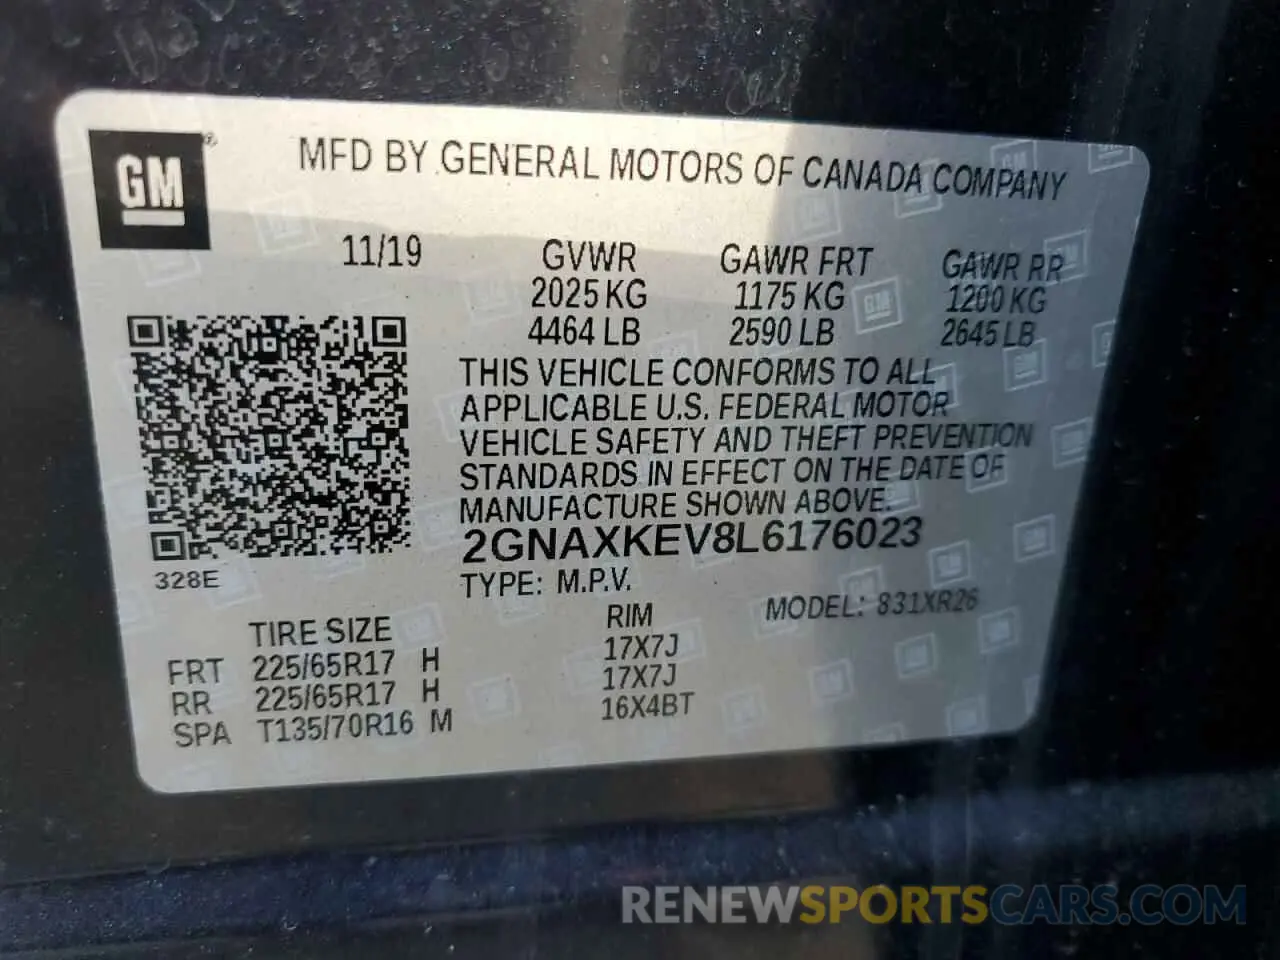 GM®
MFD BY GENERAL MOTORS OF CANADA COMPANY
11/19 GVWR GAWR FRT GAWR RR
2025 KG 1175 KG 1200 KG
4464 LB 2590 LB 2645 LB
THIS VEHICLE CONFORMS TO ALL
APPLICABLE U.S. FEDERAL MOTOR
VEHICLE SAFETY AND THEFT PREVENTION
STANDARDS IN EFFECT ON THE DATE OF
MANUFACTURE SHOWN ABOVE.
2GNAXKEV8L6176023
328E
TYPE: M.P.V.
MODEL: 831XR26
TIRE SIZE RIM
FRT 225/65R17 H 17X7J
RR 225/65R17 H 17X7J
SPA T135/70R16 M 16X4BT
RENEWSPORTSCARS.COM